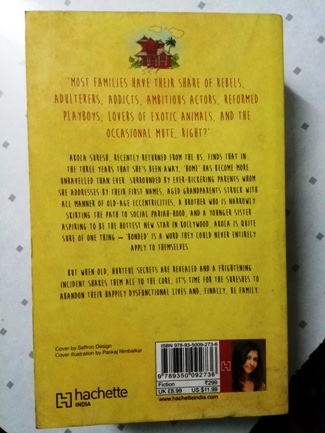 'MOST FAMILIES HAVE THEIR SHARE OF REBELS,
ADULTERERS, ADDICTS, AMBITIOUS ACTORS, REFORMED
PLAYBOYS, LOVERS OF EXOTIC ANIMALS, AND THE
OCCASIONAL MUTE, RIGHT?'
AKOLA SURESH, RECENTLY RETURNED FROM THE US, FINDS THAT IN
THE THREE YEARS THAT SHE'S BEEN AWAY, 'HOME' HAS BECOME MORE
UNRAVELLED THAN EVER. SURROUNDED BY EVER-BICKERING PARENTS WHOM
SHE ADDRESSES BY THEIR FIRST NAMES, AGED GRANDPARENTS STRUCK WITH
ALL MANNER OF OLD-AGE ECCENTRICITIES, A BROTHER WHO IS NARROWLY
SKIRTING THE PATH TO SOCIAL PARIAH-HOOD, AND A YOUNGER SISTER
ASPIRING TO BE THE HOTTEST NEW STAR IN KOLLYWOOD, AKOLA IS QUITE
SURE OF ONE THING – 'BONDED' IS A WORD THEY COULD NEVER ENTIRELY
APPLY TO THEMSELVES.
BUT WHEN OLD, HURTFUL SECRETS ARE REVEALED AND A FRIGHTENING
INCIDENT SHAKES THEM ALL TO THE CORE, IT'S TIME FOR THE SURESHES TO
ABANDON THEIR HAPPILY DYSFUNCTIONAL LIVES AND, FINALLY, BE FAMILY.
Cover by Saffron Design
Cover illustration by Pankaj Nimbalkar
hachette
INDIA
ISBN 978-93-5009-273-6
9789350092736
Fiction ₹299
UK £6.99 US $11.99
www.hachetteindia.com